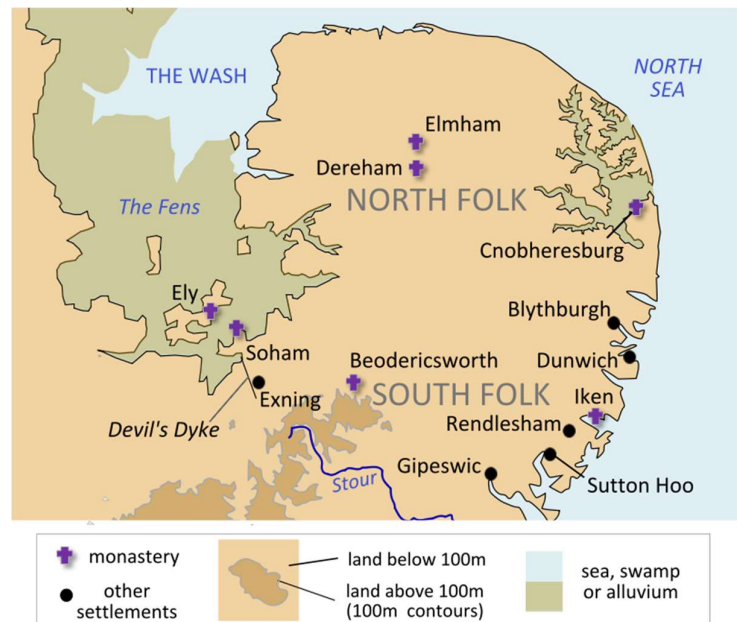 THE WASH
NORTH
SEA
Elmham
Dereham
NORTH FOLK
The Fens
Cnobheresburg
Ely
Blythburgh
Soham
Beodericsworth
Dunwich
Exning
SOUTH FOLK
Iken
Devil's Dyke
Rendlesham
Gipeswic
Stour
Sutton Hoo
monastery
other
settlements
land below 100m
land above 100m
(100m contours)
sea, swamp
or alluvium